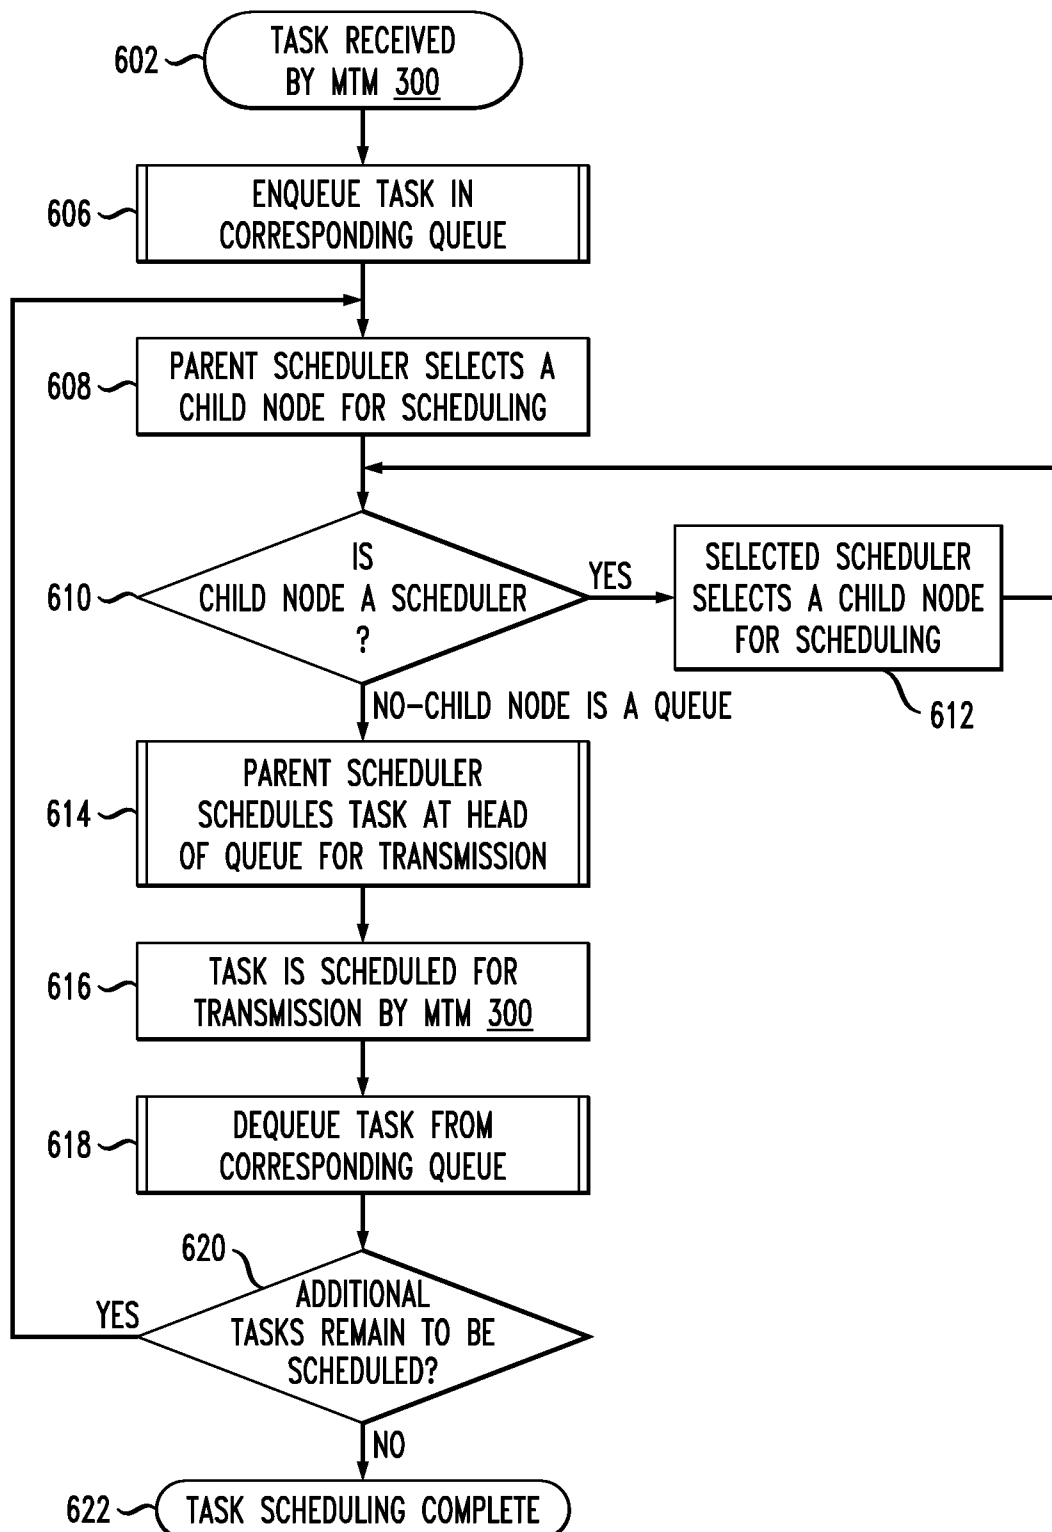 602
TASK RECEIVED
BY MTM 300
606
ENQUEUE TASK IN
CORRESPONDING QUEUE
608
PARENT SCHEDULER SELECTS A
CHILD NODE FOR SCHEDULING
610
IS
CHILD NODE A SCHEDULER
?
YES
SELECTED SCHEDULER
SELECTS A CHILD NODE
FOR SCHEDULING
612
NO-CHILD NODE IS A QUEUE
614
PARENT SCHEDULER
SCHEDULES TASK AT HEAD
OF QUEUE FOR TRANSMISSION
616
TASK IS SCHEDULED FOR
TRANSMISSION BY MTM 300
618
DEQUEUE TASK FROM
CORRESPONDING QUEUE
620
YES
ADDITIONAL
TASKS REMAIN TO BE
SCHEDULED?
NO
622
TASK SCHEDULING COMPLETE